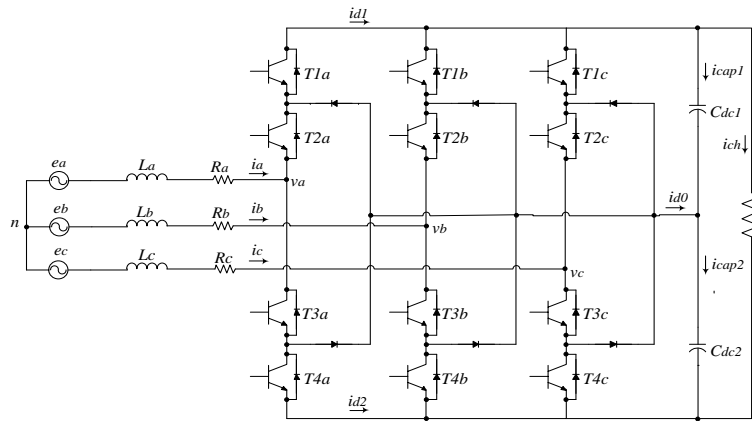 id1
T1a T1b T1c icap1
Cdc1
T2a T2b T2c ich
ea La Ra ia va
id0
n eb Lb Rb ib vb
ec Lc Rc ic vc icap2
T3a T3b T3c
Cdc2
T4a T4b T4c
id2